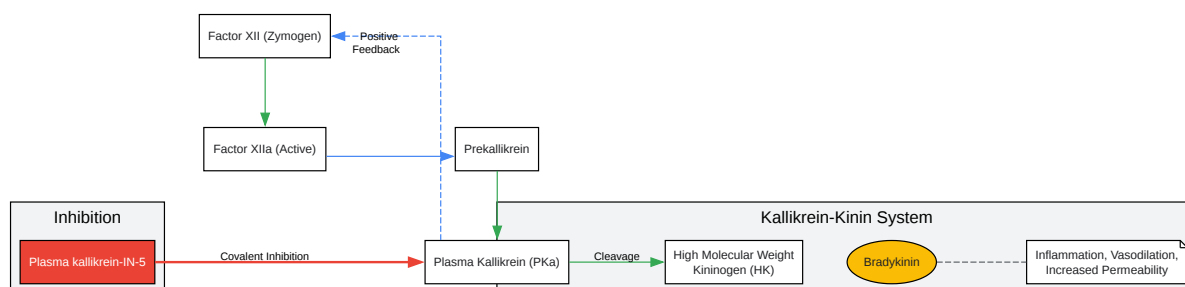 Factor XII (Zymogen)
Positive
Feedback
Factor XIIa (Active)
Prekallikrein
Inhibition
Kallikrein-Kinin System
Plasma kallikrein-IN-5
Covalent Inhibition
Plasma Kallikrein (PKa)
Cleavage
High Molecular Weight
Kininogen (HK)
Bradykinin
Inflammation, Vasodilation,
Increased Permeability